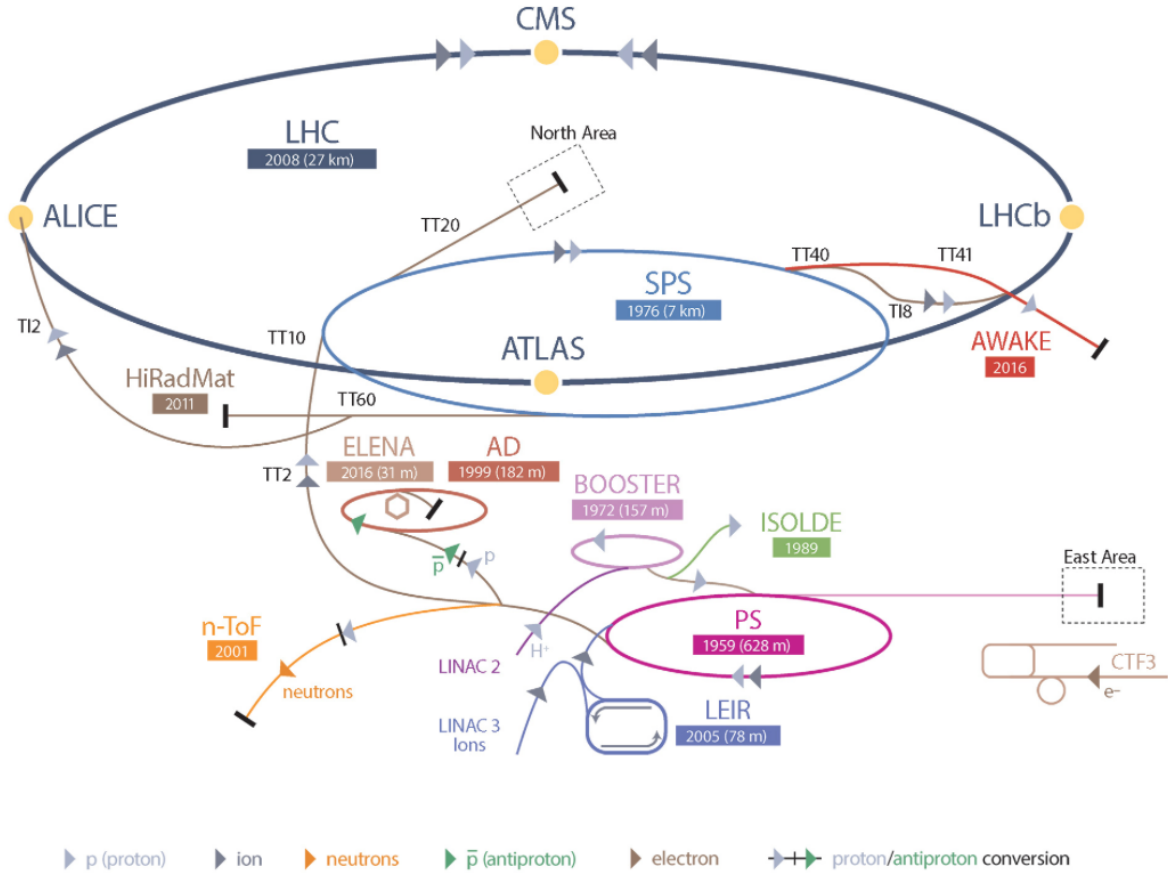 CMS
LHC
2008 (27 km)
North Area
ALICE
LHCb
TT20
TT40
TT41
SPS
1976 (7 km)
TI2
TT10
TI8
ATLAS
AWAKE
2016
HiRadMat
2011
TT60
ELENA
2016 (31 m)
AD
1999 (182 m)
TT2
BOOSTER
1972 (157 m)
ISOLDE
1989
p̅
p
East Area
n-ToF
2001
PS
1959 (628 m)
LINAC 2
H⁺
neutrons
CTF3
e–
LINAC 3
Ions
LEIR
2005 (78 m)
p (proton)
ion
neutrons
p̅ (antiproton)
electron
proton/antiproton conversion